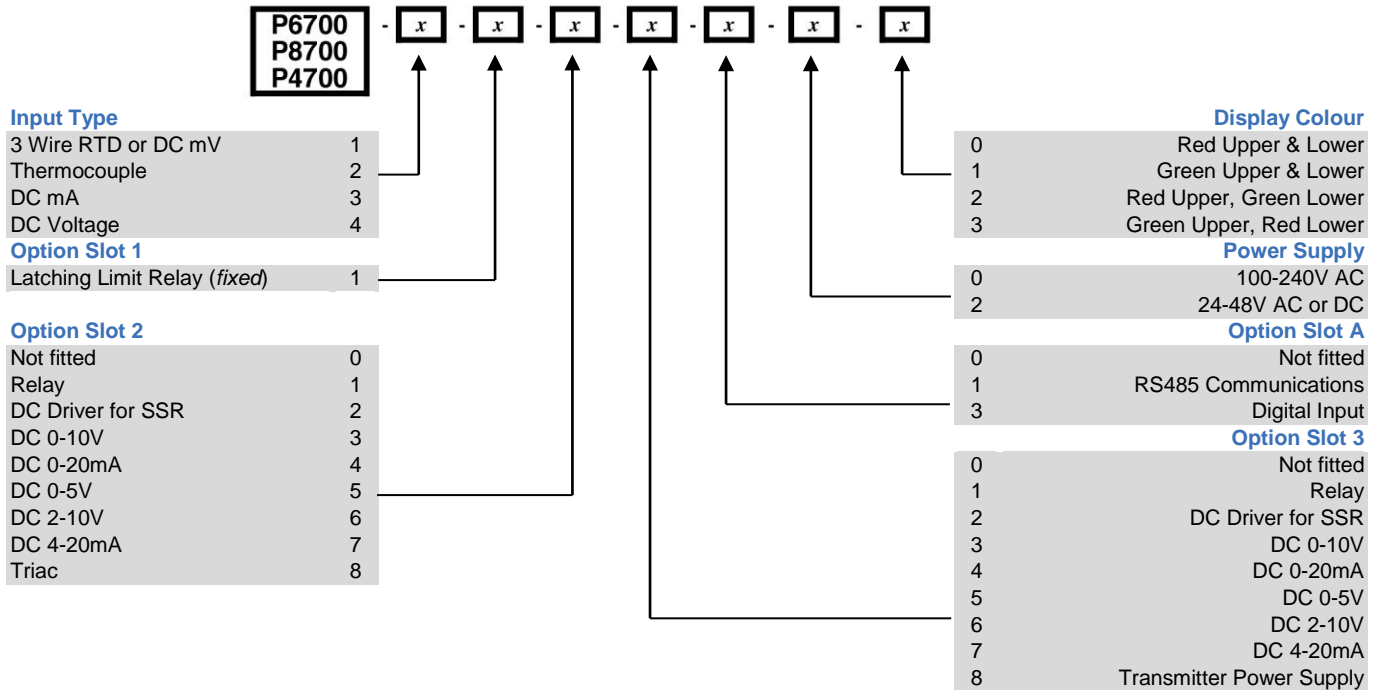 P6700 - x - x - x - x - x - x - x
P8700
P4700
Input Type
3 Wire RTD or DC mV 1
Thermocouple 2
DC mA 3
DC Voltage 4
Option Slot 1
Latching Limit Relay (fixed) 1
Option Slot 2
Not fitted 0
Relay 1
DC Driver for SSR 2
DC 0-10V 3
DC 0-20mA 4
DC 0-5V 5
DC 2-10V 6
DC 4-20mA 7
Triac 8
Display Colour
0 Red Upper & Lower
1 Green Upper & Lower
2 Red Upper, Green Lower
3 Green Upper, Red Lower
Power Supply
0 100-240V AC
2 24-48V AC or DC
Option Slot A
0 Not fitted
1 RS485 Communications
3 Digital Input
Option Slot 3
0 Not fitted
1 Relay
2 DC Driver for SSR
3 DC 0-10V
4 DC 0-20mA
5 DC 0-5V
6 DC 2-10V
7 DC 4-20mA
8 Transmitter Power Supply